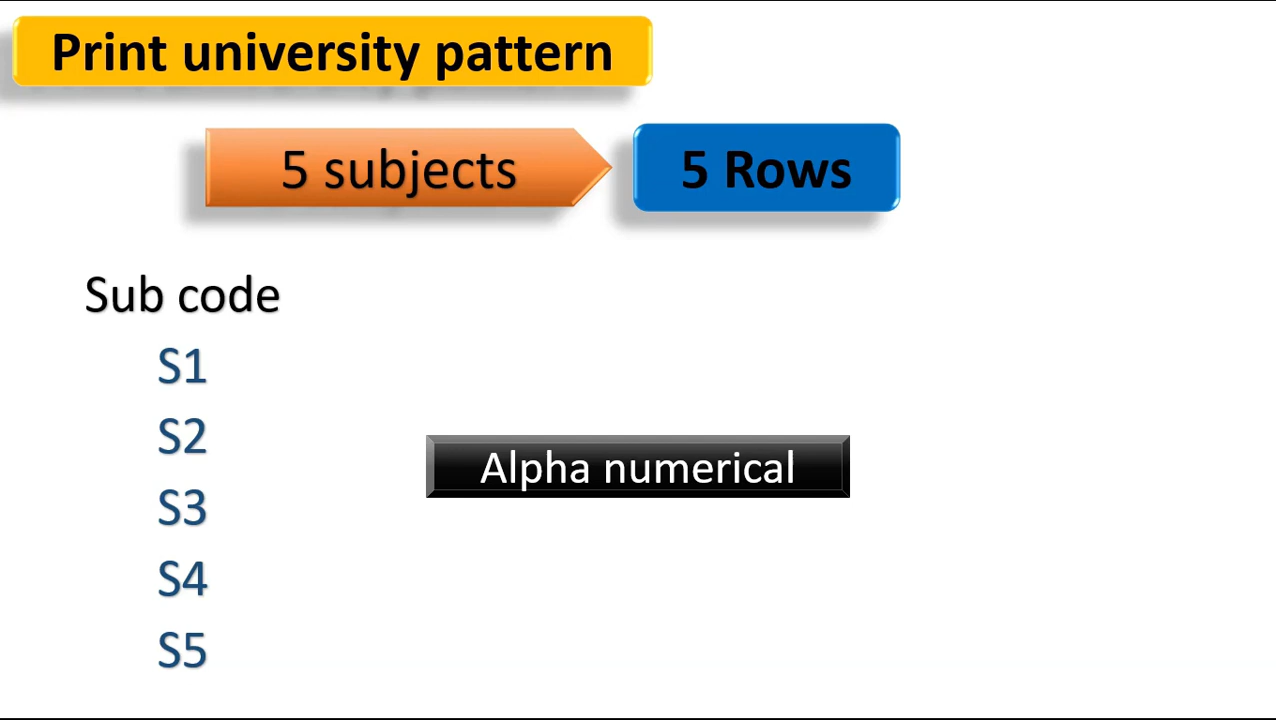 Print university pattern
5 subjects
5 Rows
Sub code
S1
S2
Alpha numerical
S3
S4
S5